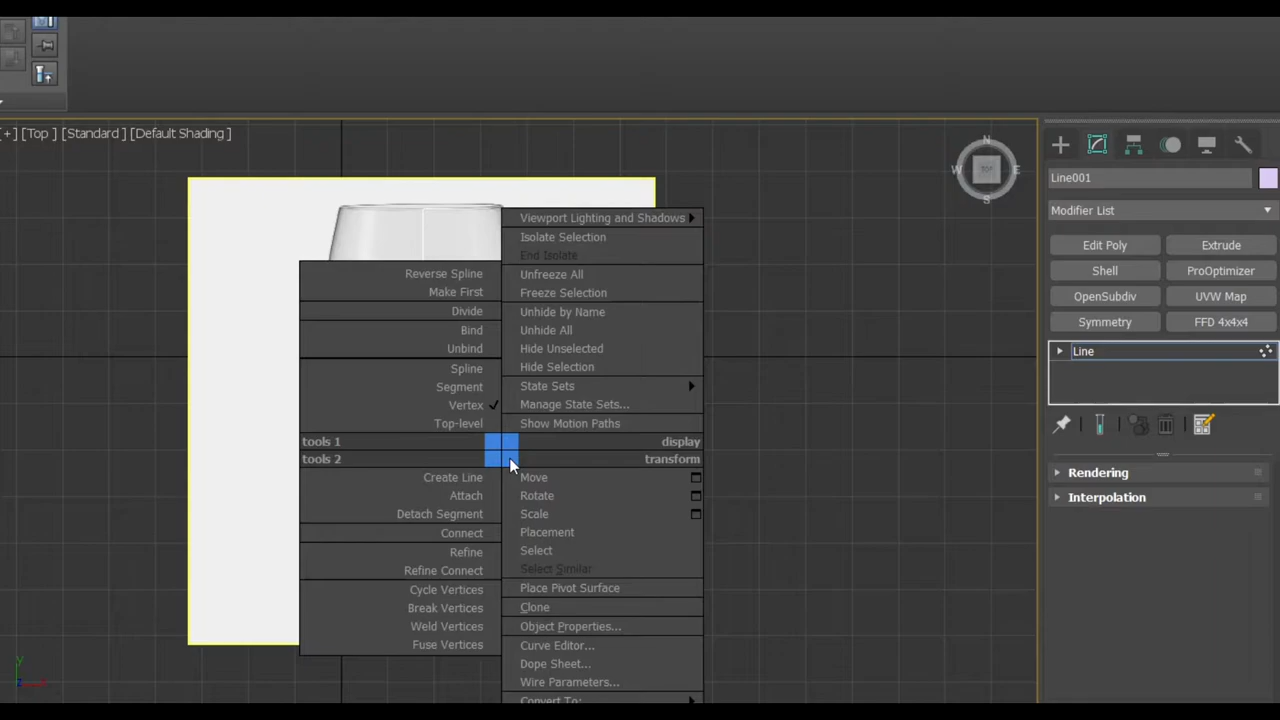 [+] [Top ] [Standard ] [Default Shading ]
N
W
E
S
Reverse Spline
Make First
Divide
Bind
Unbind
Spline
Segment
Vertex
Top-level
tools 1
tools 2
Create Line
Attach
Detach Segment
Connect
Refine
Refine Connect
Cycle Vertices
Break Vertices
Weld Vertices
Fuse Vertices
Viewport Lighting and Shadows
Isolate Selection
End Isolate
Unfreeze All
Freeze Selection
Unhide by Name
Unhide All
Hide Unselected
Hide Selection
State Sets
Manage State Sets...
Show Motion Paths
display
transform
Move
Rotate
Scale
Placement
Select
Select Similar
Place Pivot Surface
Clone
Object Properties...
Curve Editor...
Dope Sheet...
Wire Parameters...
Convert To:
Line001
Modifier List
Edit Poly
Extrude
Shell
ProOptimizer
OpenSubdiv
UVW Map
Symmetry
FFD 4x4x4
Line
Rendering
Interpolation
y
z